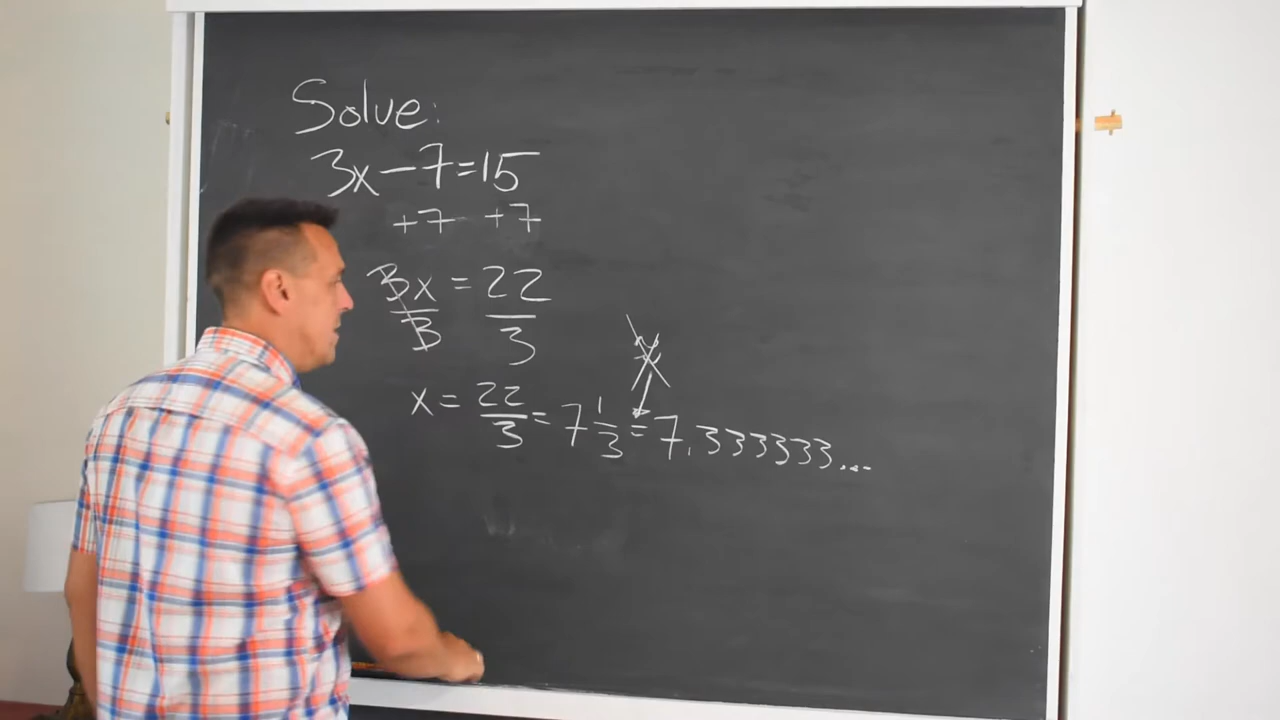 Solve:
3x-7=15
+7 +7
3x = 22
3 3
x = 22/3 = 7 1/3 = 7.333333...